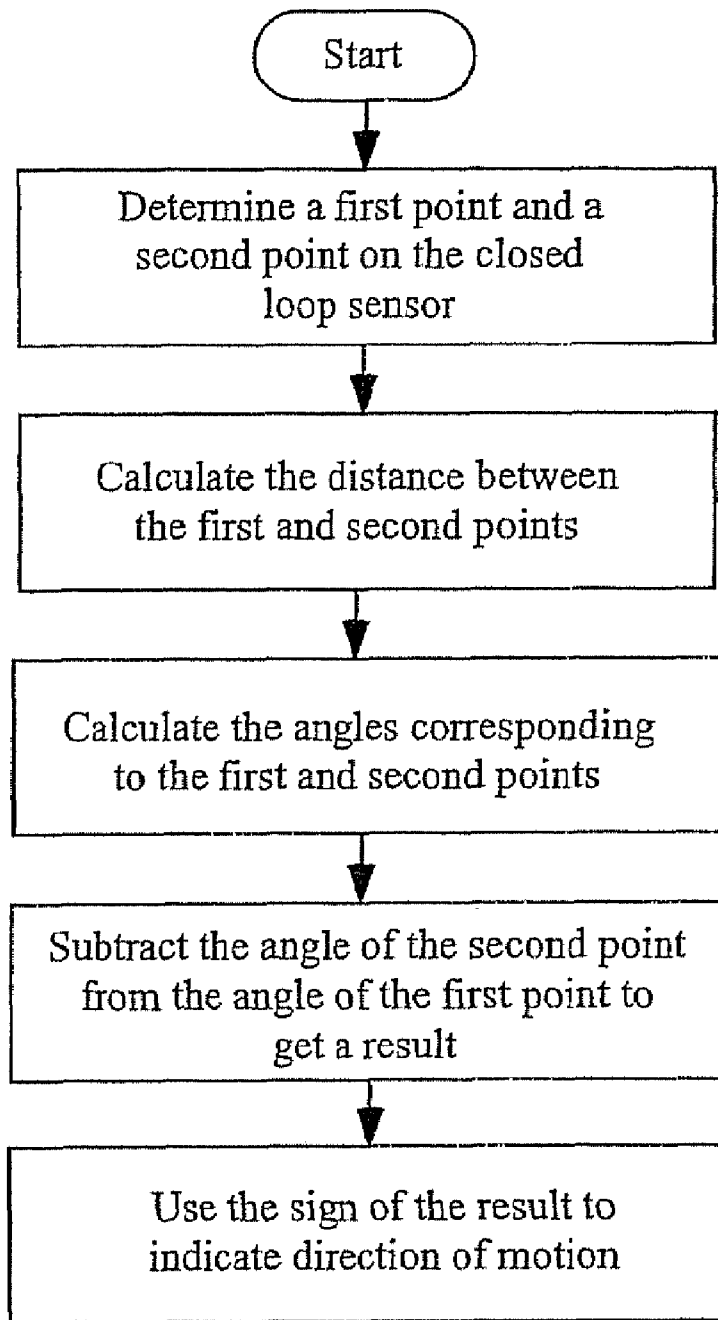 Start
Determine a first point and a
second point on the closed
loop sensor
Calculate the distance between
the first and second points
Calculate the angles corresponding
to the first and second points
Subtract the angle of the second point
from the angle of the first point to
get a result
Use the sign of the result to
indicate direction of motion